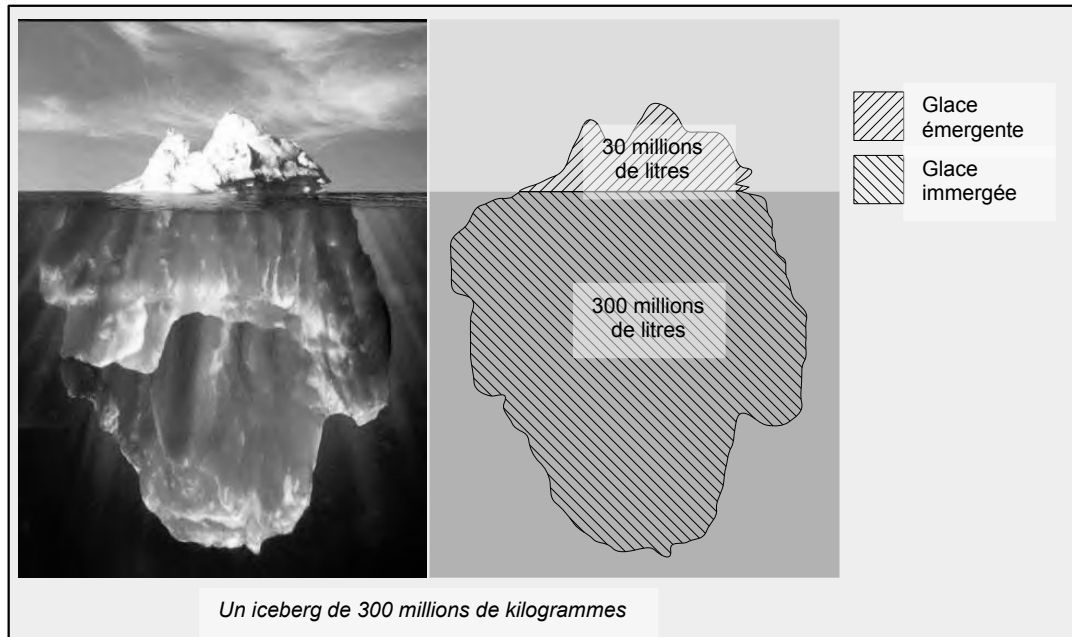 30 millions
de litres
300 millions
de litres
Glace
émergente
Glace
immergée
Un iceberg de 300 millions de kilogrammes